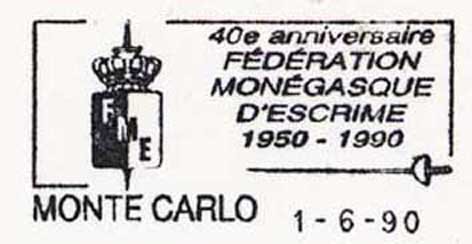 40e anniversaire
FÉDÉRATION
MONÉGASQUE
D'ESCRIME
1950 - 1990
FME
MONTE CARLO 1-6-90